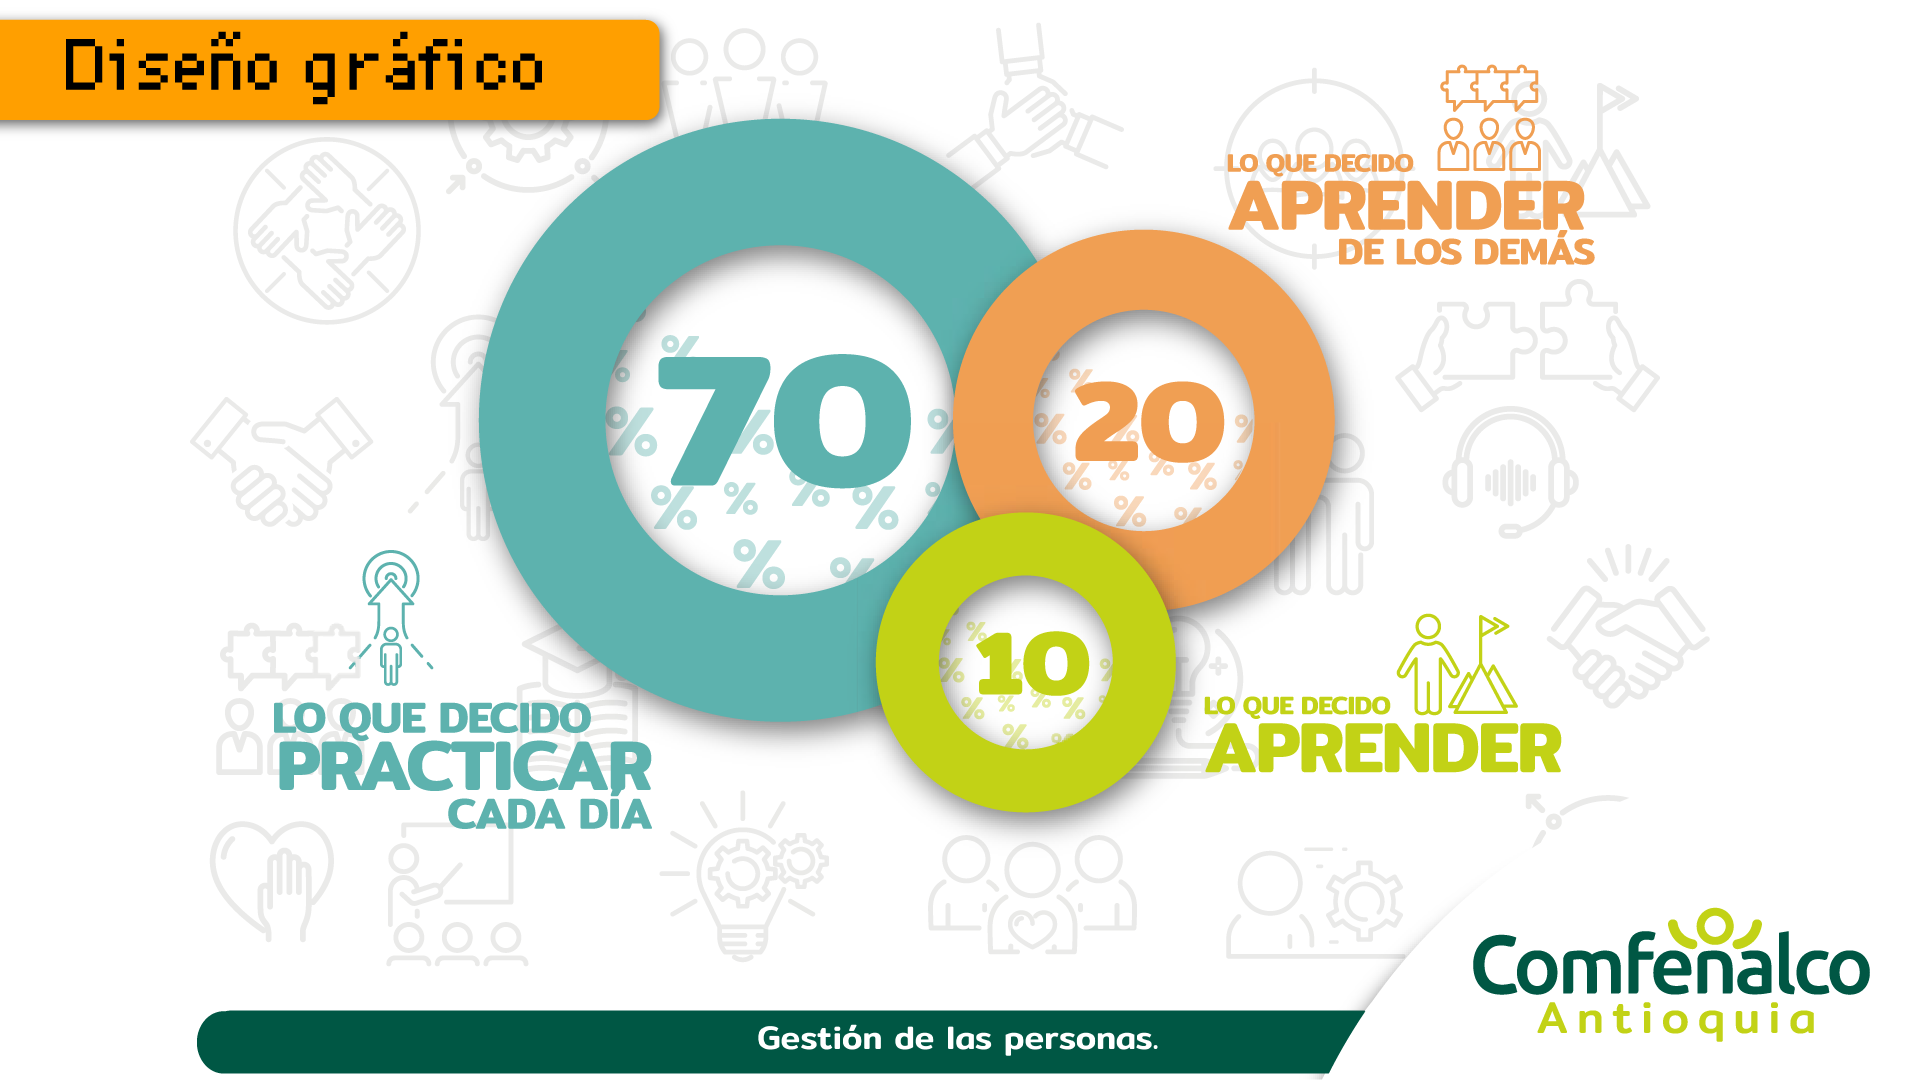 Diseño gráfico
LO QUE DECIDO
APRENDER
DE LOS DEMÁS
70
20
10
LO QUE DECIDO
PRACTICAR
CADA DÍA
LO QUE DECIDO
APRENDER
Comfenalco
Antioquia
Gestión de las personas.